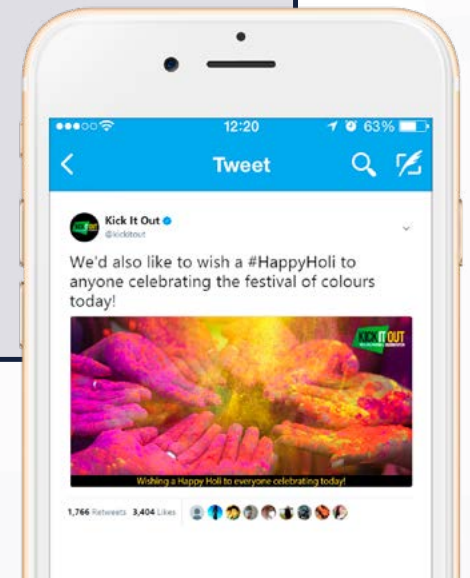 12:20
63%
Tweet
Kick It Out
@kickitout
We'd also like to wish a #HappyHoli to
anyone celebrating the festival of colours
today!
KICK IT OUT
Wishing a Happy Holi to everyone celebrating today!
1,766 Retweets 3,404 Likes